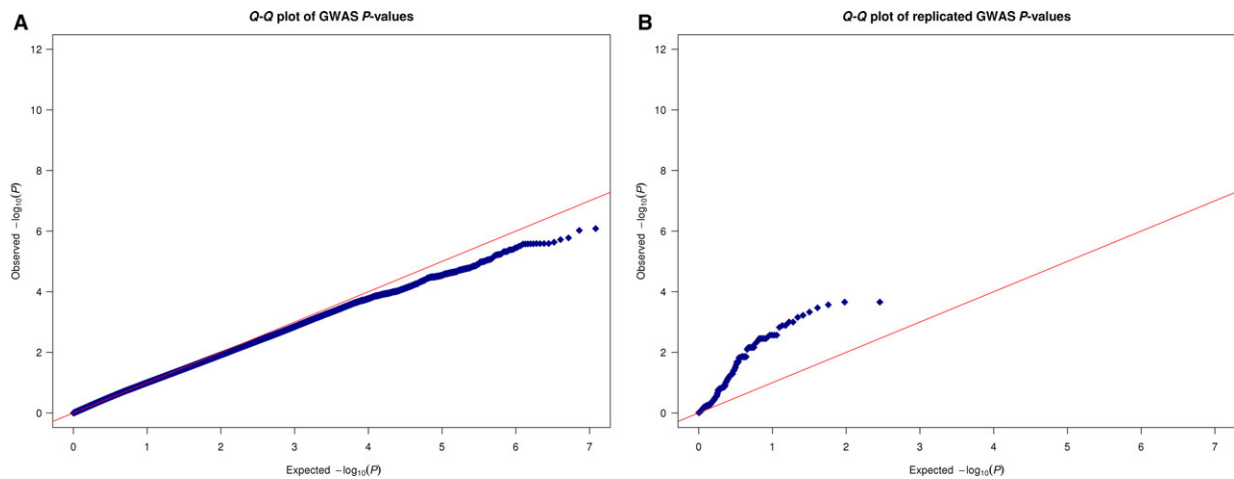 A
Q-Q plot of GWAS P-values
Observed −log10(P)
12
10
8
6
4
2
0
0 1 2 3 4 5 6 7
Expected −log10(P)
B
Q-Q plot of replicated GWAS P-values
Observed −log10(P)
12
10
8
6
4
2
0
0 1 2 3 4 5 6 7
Expected −log10(P)